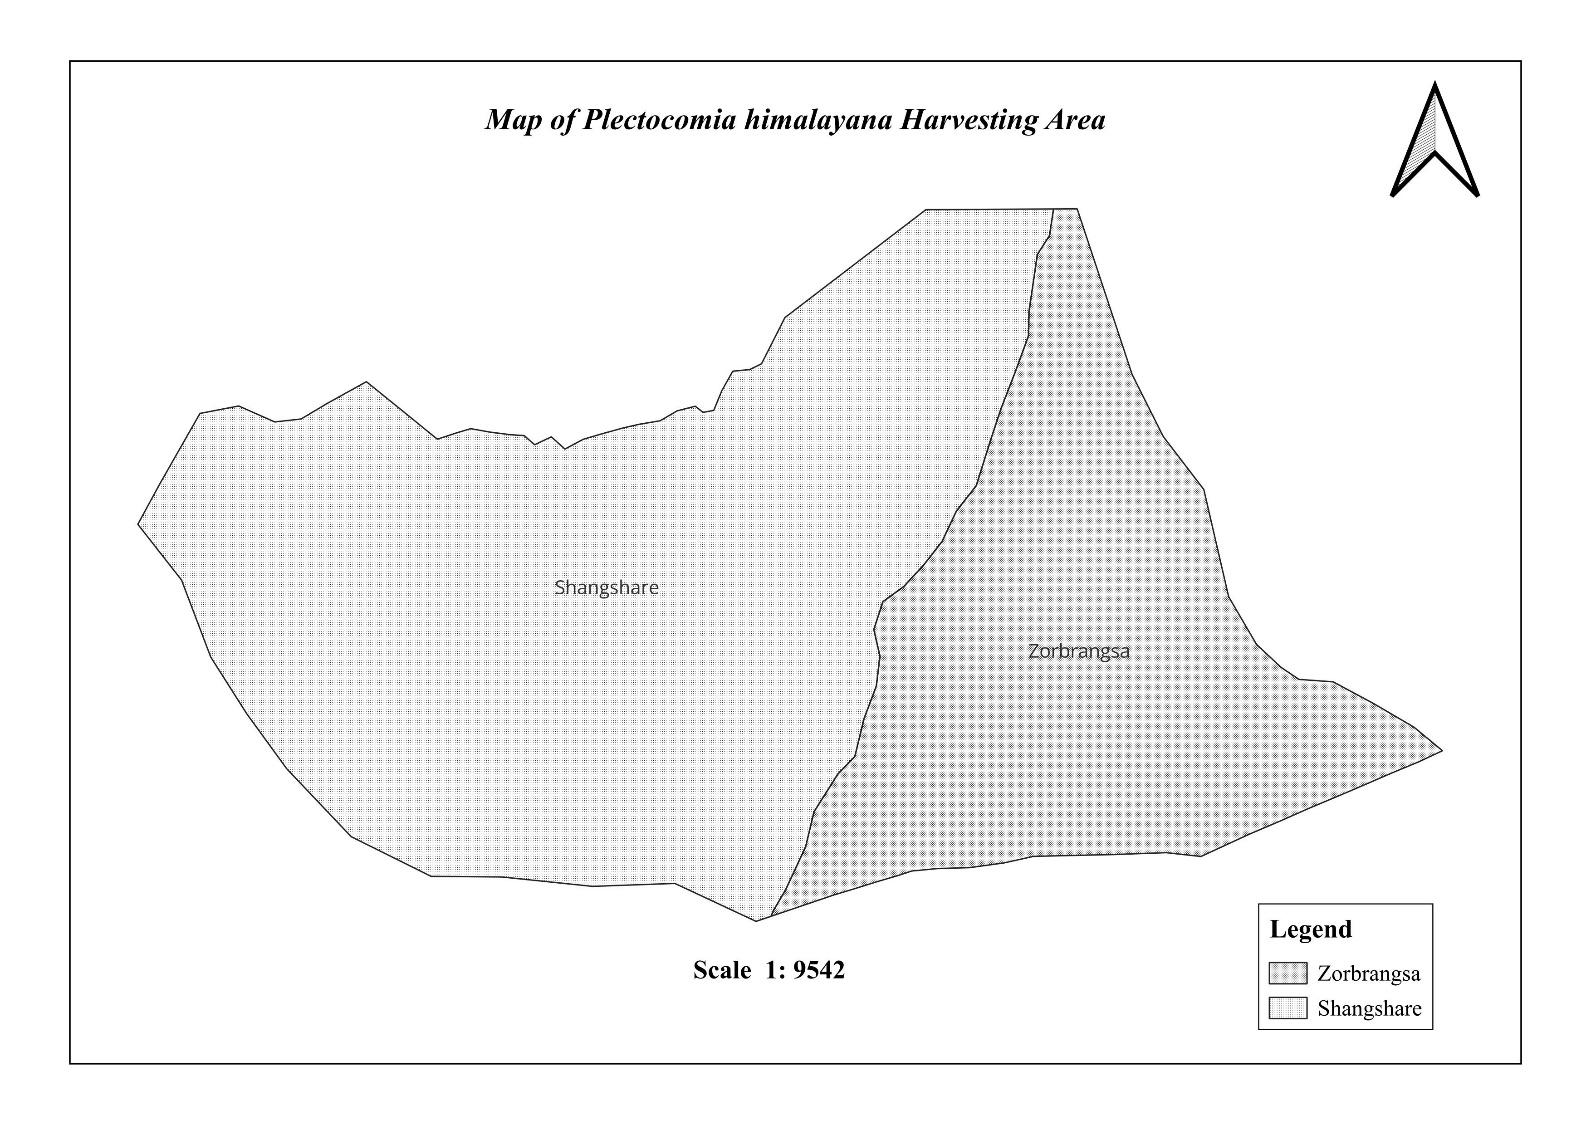 Map of Plectocomia himalayana Harvesting Area
Shangshare
Zorbrangsa
Scale 1: 9542
Legend
Zorbrangsa
Shangshare